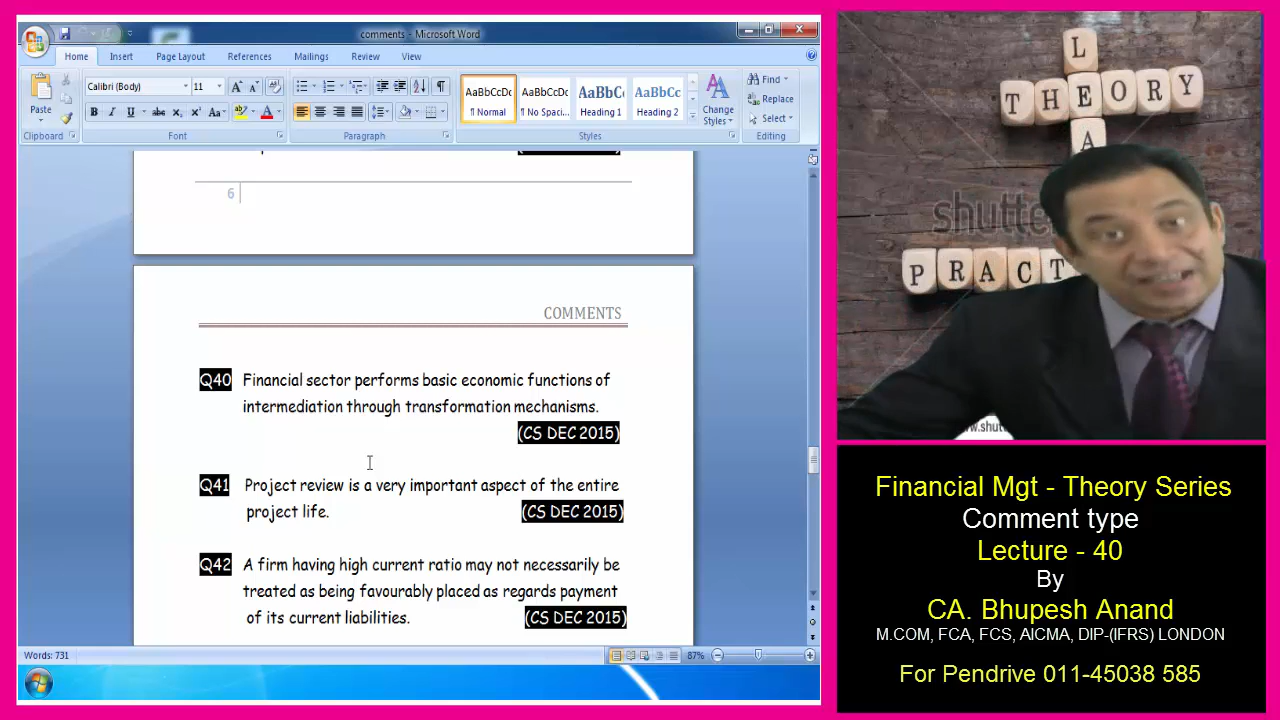 comments - Microsoft Word
Home Insert Page Layout References Mailings Review View
Paste
Calibri (Body) 11
AaBbCcDc AaBbCcDc AaBbC AaBbCc
¶ Normal ¶ No Spaci... Heading 1 Heading 2
Change Styles
Find
Replace
Select
Clipboard Font Paragraph Styles Editing
6
COMMENTS
Q40 Financial sector performs basic economic functions of
intermediation through transformation mechanisms.
(CS DEC 2015)
Q41 Project review is a very important aspect of the entire
project life. (CS DEC 2015)
Q42 A firm having high current ratio may not necessarily be
treated as being favourably placed as regards payment
of its current liabilities. (CS DEC 2015)
Words: 731 87%
L
THEORY
A
shutte
PRACT
www.shut
Financial Mgt - Theory Series
Comment type
Lecture - 40
By
CA. Bhupesh Anand
M.COM, FCA, FCS, AICMA, DIP-(IFRS) LONDON
For Pendrive 011-45038 585